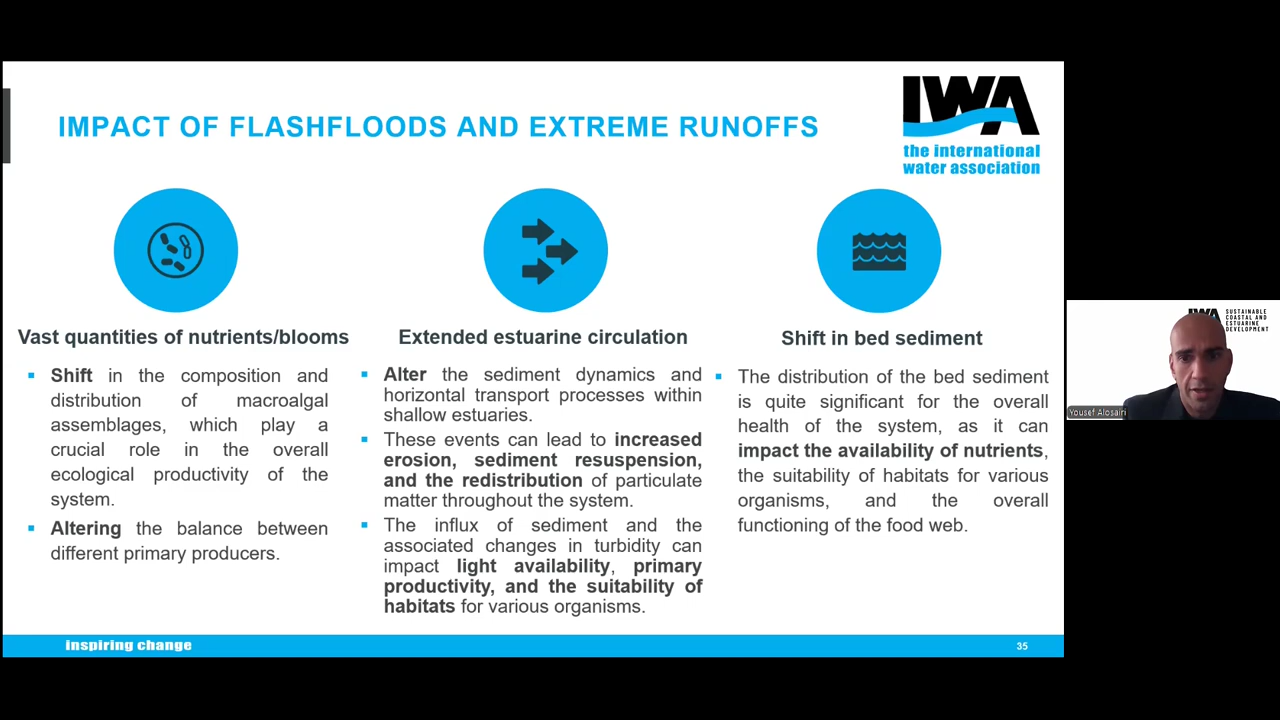 IMPACT OF FLASHFLOODS AND EXTREME RUNOFFS
IWA
the international
water association
Vast quantities of nutrients/blooms
▪ Shift in the composition and
distribution of macroalgal
assemblages, which play a
crucial role in the overall
ecological productivity of the
system.
▪ Altering the balance between
different primary producers.
Extended estuarine circulation
▪ Alter the sediment dynamics and
horizontal transport processes within
shallow estuaries.
▪ These events can lead to increased
erosion, sediment resuspension,
and the redistribution of particulate
matter throughout the system.
▪ The influx of sediment and the
associated changes in turbidity can
impact light availability, primary
productivity, and the suitability of
habitats for various organisms.
Shift in bed sediment
▪ The distribution of the bed sediment
is quite significant for the overall
health of the system, as it can
impact the availability of nutrients,
the suitability of habitats for various
organisms, and the overall
functioning of the food web.
inspiring change
35
IWA
SUSTAINABLE
COASTAL AND
ESTUARINE
DEVELOPMENT
Yousef Alosairi